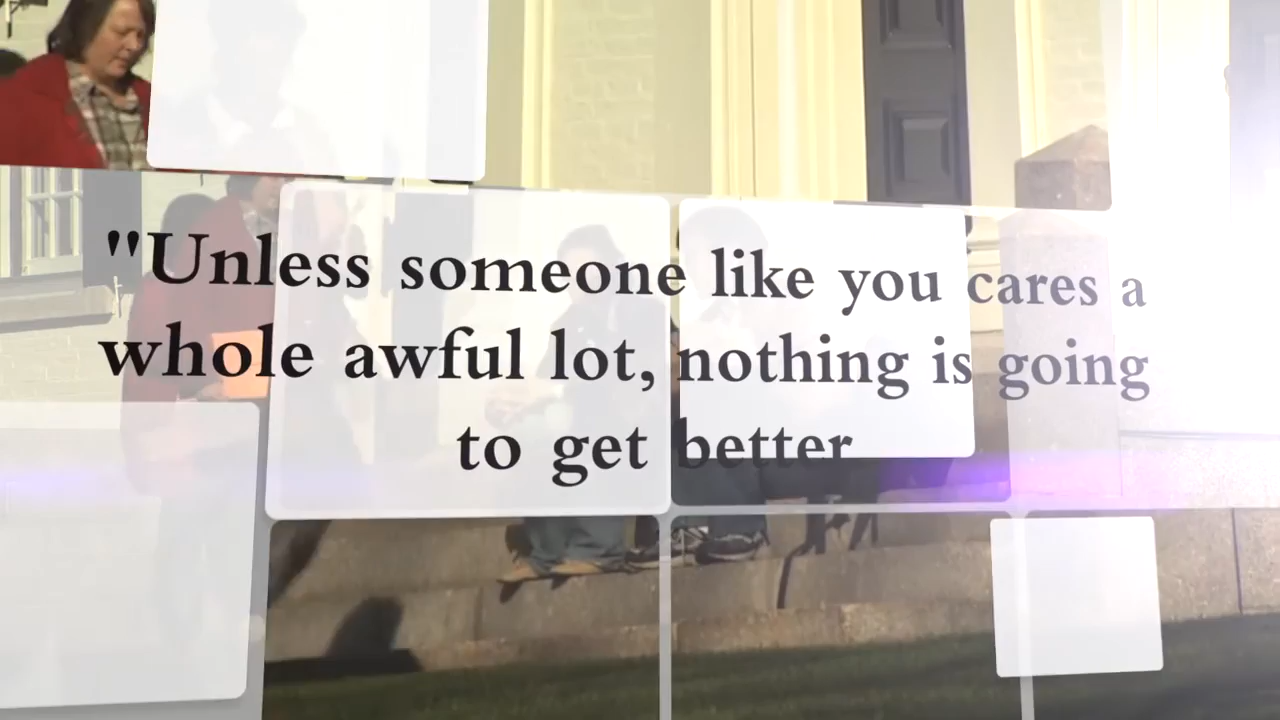 "Unless someone like you cares a
whole awful lot, nothing is going
to get better